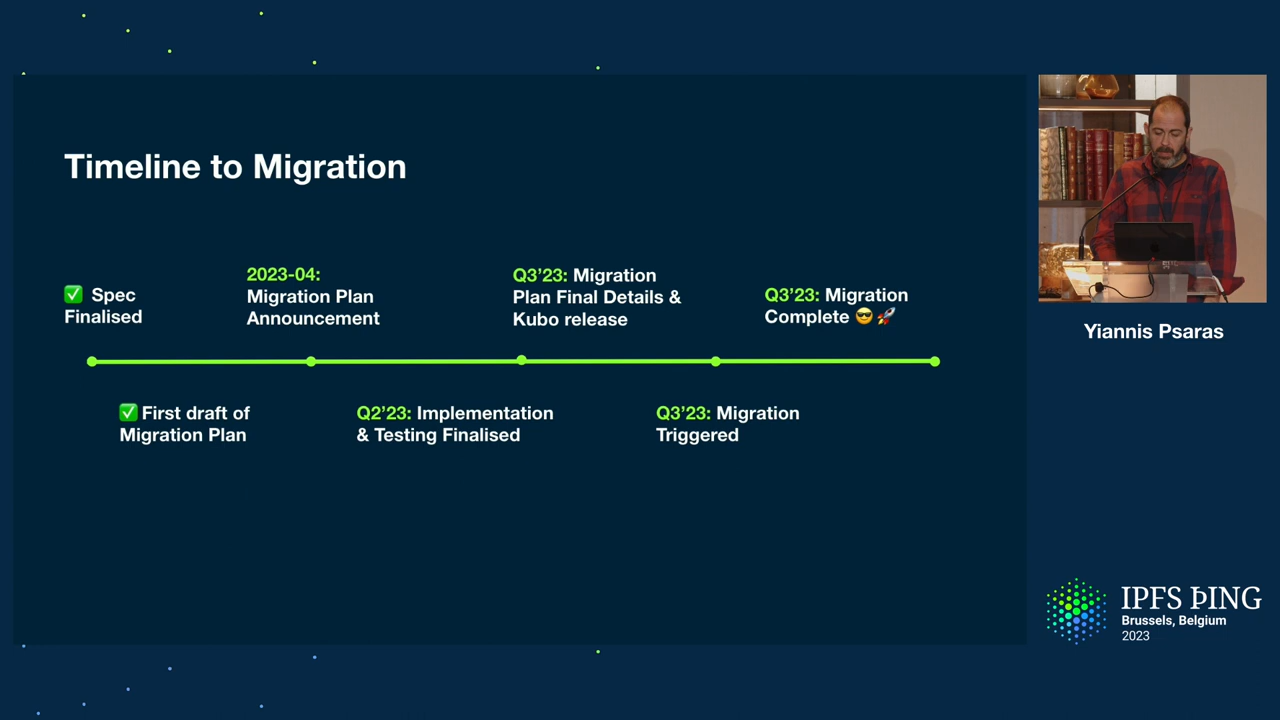 Timeline to Migration
✅ Spec
Finalised
2023-04:
Migration Plan
Announcement
Q3’23: Migration
Plan Final Details &
Kubo release
Q3’23: Migration
Complete 😎 🚀
✅ First draft of
Migration Plan
Q2’23: Implementation
& Testing Finalised
Q3’23: Migration
Triggered
Yiannis Psaras
IPFS ÞING
Brussels, Belgium
2023